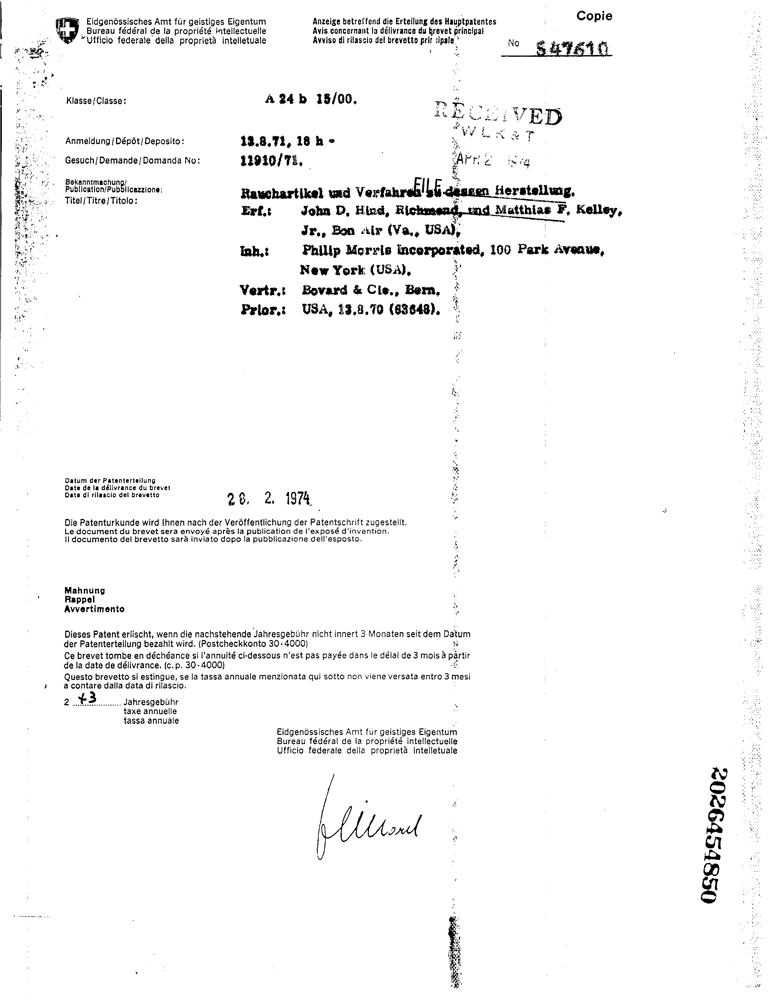 Copie
Eidgenössisches Amt für geistiges Eigentum
Bureau fédéral de la propriété intellectuelle
Ufficio federale della proprietà intelletuale
Anzeige betreffend die Erteilung des Hauptpatentes
Avis concernant la délivrance du brevet principal
Avviso di rilascio del brevetto principale
No 547610
Klasse/Classe: A 24 b 15/00.
RECEIVED
WLK&T
APR 2 1974
Anmeldung/Dépôt/Deposito: 13.8.71, 18 h -
Gesuch/Demande/Domanda No: 11910/71.
Bekanntmachung/
Publication/Pubblicazione:
FILE
Titel/Titre/Titolo: Rauchartikel und Verfahren zu dessen Herstellung.
Erf.: John D. Hind, Richmond, und Matthias F. Kelley,
Jr., Bon Air (Va., USA),
Inh.: Philip Morris Incorporated, 100 Park Avenue,
New York (USA).
Vertr.: Bovard & Cie., Bern.
Prior.: USA, 13.8.70 (63648).
Datum der Patenterteilung
Date de la délivrance du brevet
Data di rilascio del brevetto
28. 2. 1974
Die Patenturkunde wird Ihnen nach der Veröffentlichung der Patentschrift zugestellt.
Le document du brevet sera envoyé après la publication de l'exposé d'invention.
Il documento del brevetto sarà inviato dopo la pubblicazione dell'esposto.
Mahnung
Rappel
Avvertimento
Dieses Patent erlischt, wenn die nachstehende Jahresgebühr nicht innert 3 Monaten seit dem Datum
der Patenterteilung bezahlt wird. (Postcheckkonto 30-4000)
Ce brevet tombe en déchéance si l'annuité ci-dessous n'est pas payée dans le délai de 3 mois à partir
de la date de délivrance. (c. p. 30-4000)
Questo brevetto si estingue, se la tassa annuale menzionata qui sotto non viene versata entro 3 mesi
a contare dalla data di rilascio.
2 +3 Jahresgebühr
taxe annuelle
tassa annuale
Eidgenössisches Amt für geistiges Eigentum
Bureau fédéral de la propriété intellectuelle
Ufficio federale della proprietà intelletuale
2026454850